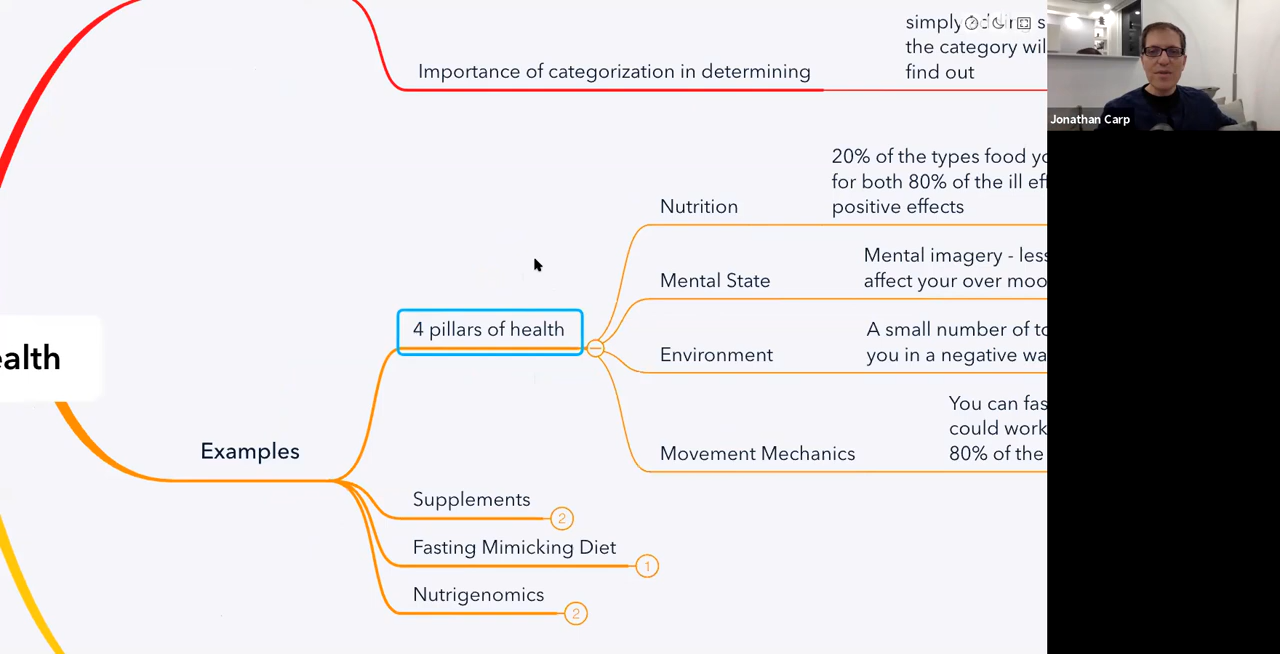 simply
the category wil
find out
Importance of categorization in determining
Jonathan Carp
20% of the types food yo
for both 80% of the ill eff
positive effects
Nutrition
Mental imagery - less
affect your over moo
Mental State
4 pillars of health
A small number of to
you in a negative wa
Environment
ealth
You can fas
could work
80% of the
Movement Mechanics
Examples
Supplements
2
Fasting Mimicking Diet
1
Nutrigenomics
2